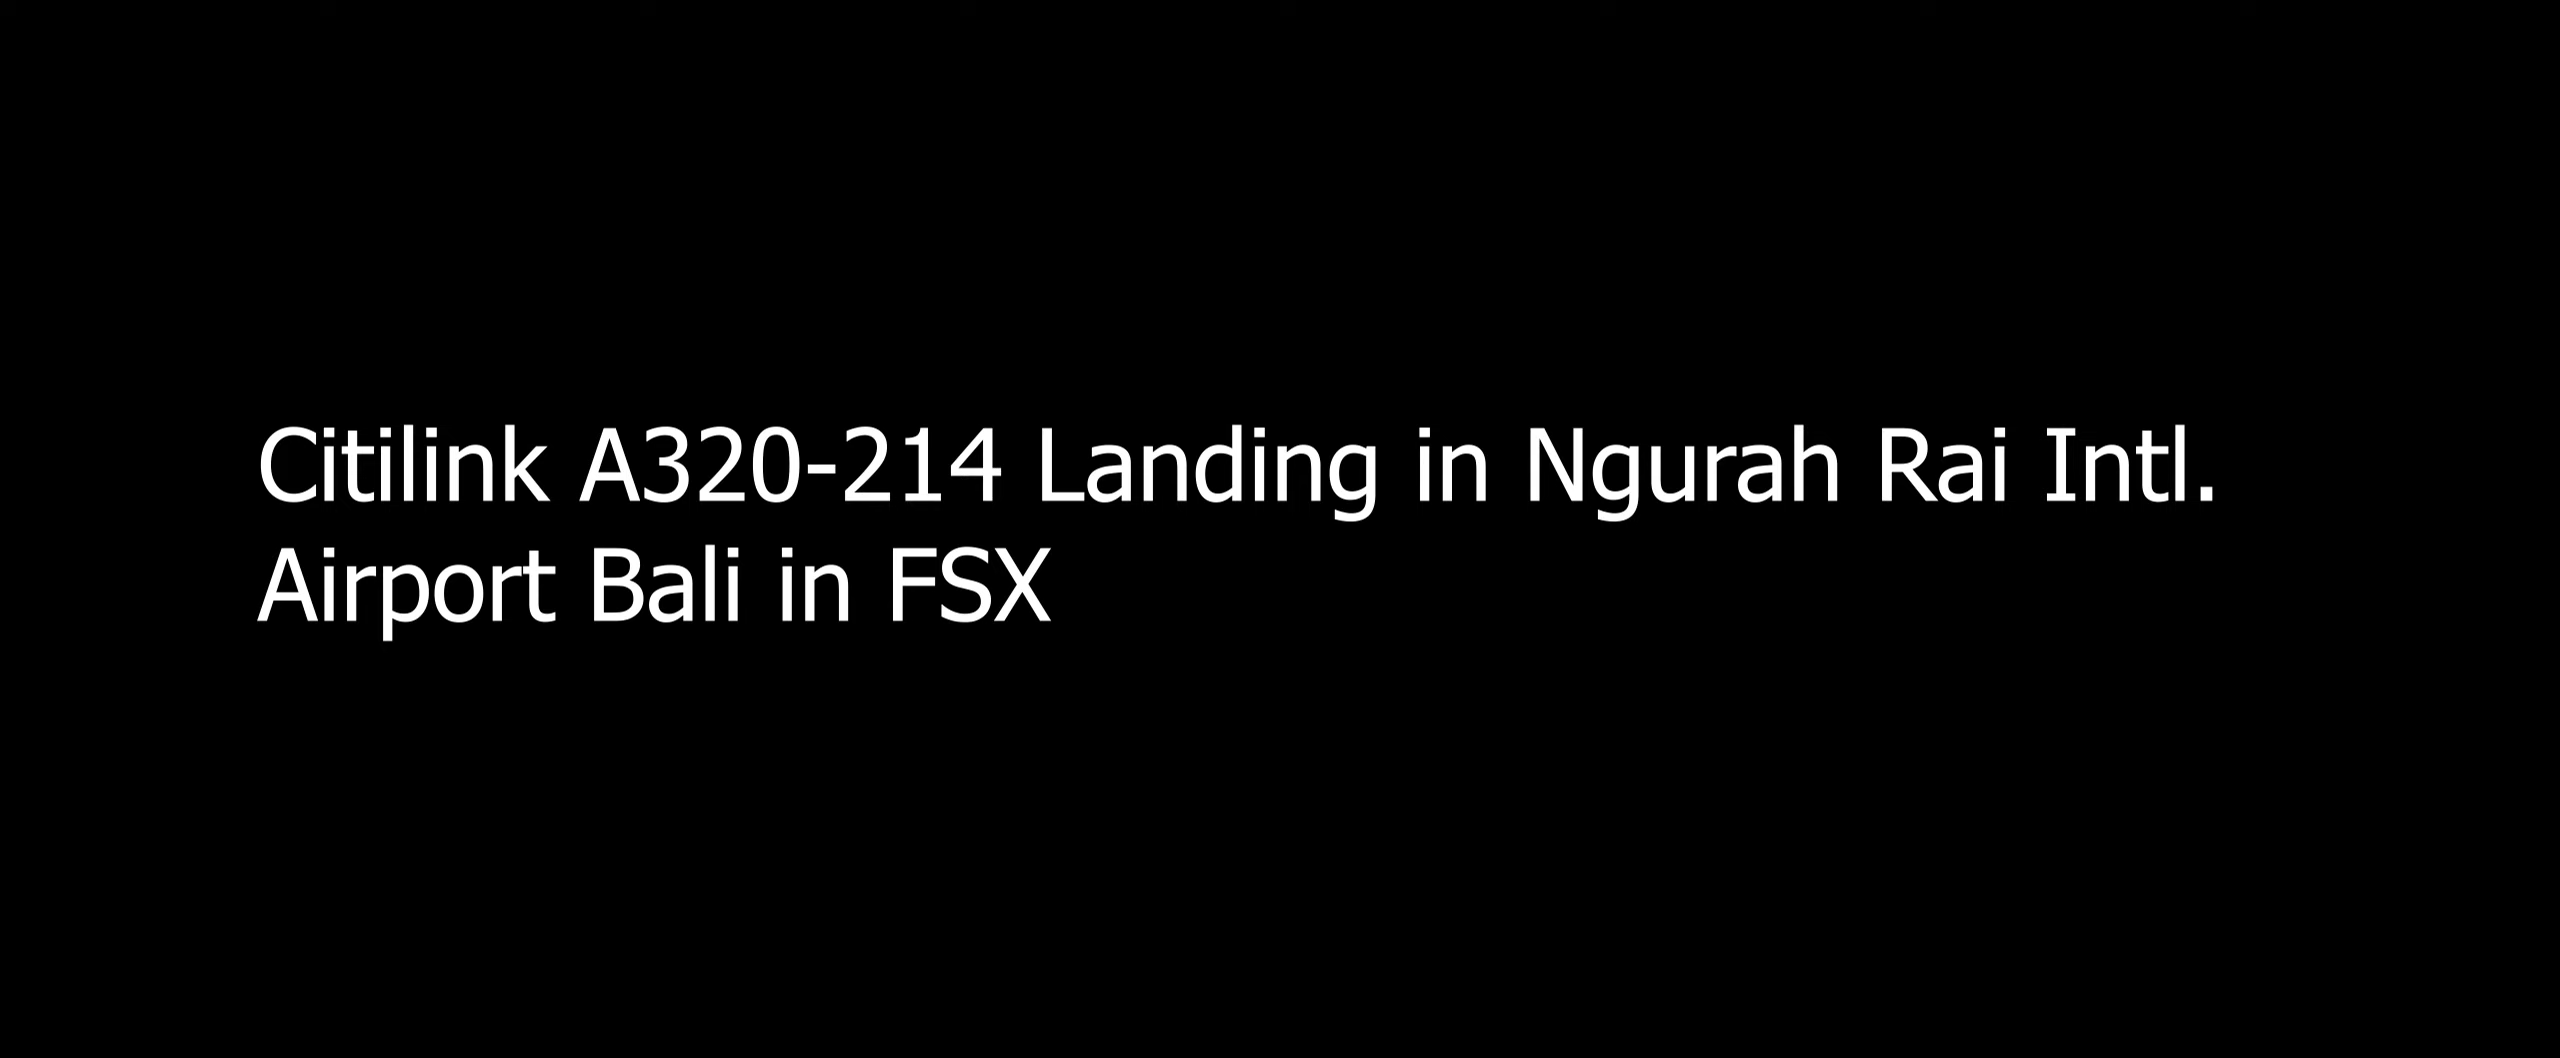 Citilink A320-214 Landing in Ngurah Rai Intl.
Airport Bali in FSX